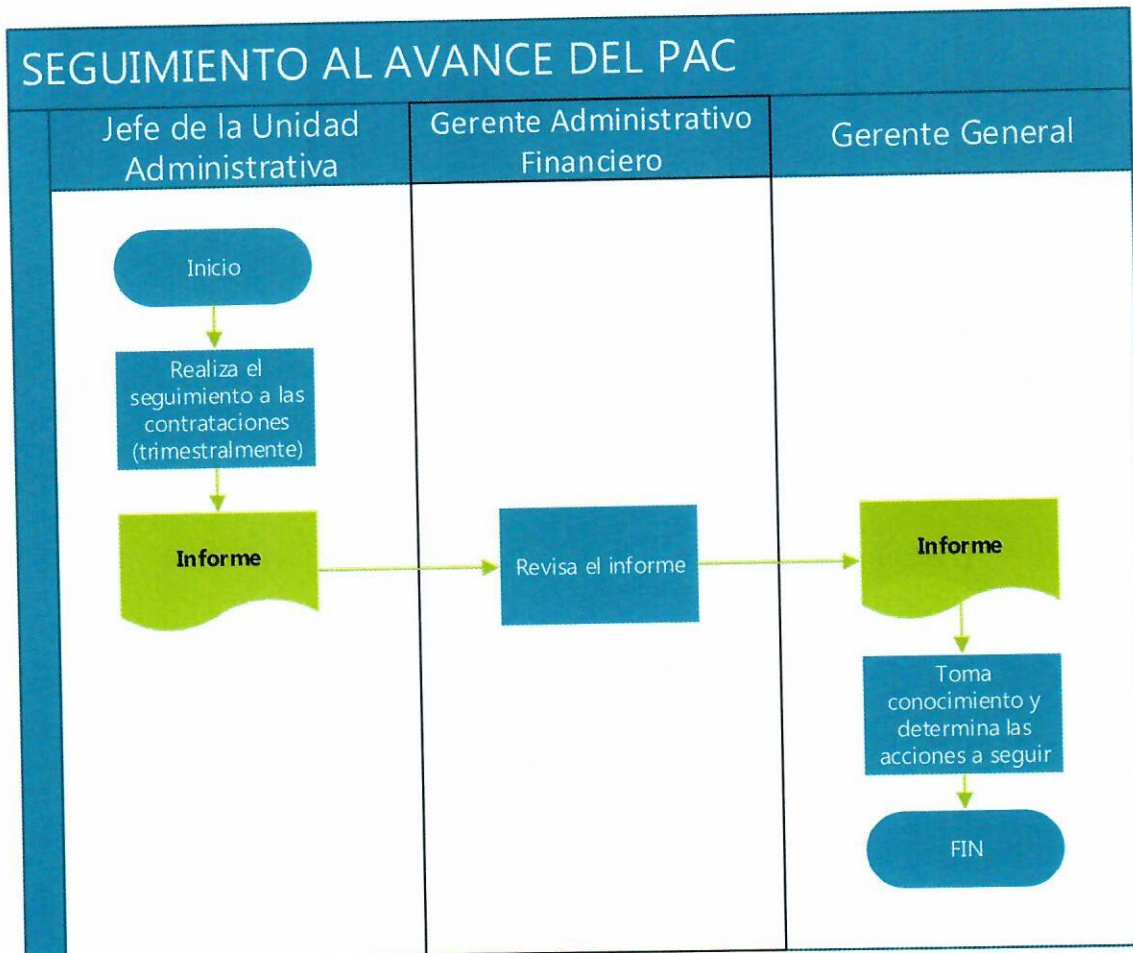 SEGUIMIENTO AL AVANCE DEL PAC
Jefe de la Unidad
Administrativa
Gerente Administrativo
Financiero
Gerente General
Inicio
Realiza el
seguimiento a las
contrataciones
(trimestralmente)
Informe
Revisa el informe
Informe
Toma
conocimiento y
determina las
acciones a seguir
FIN